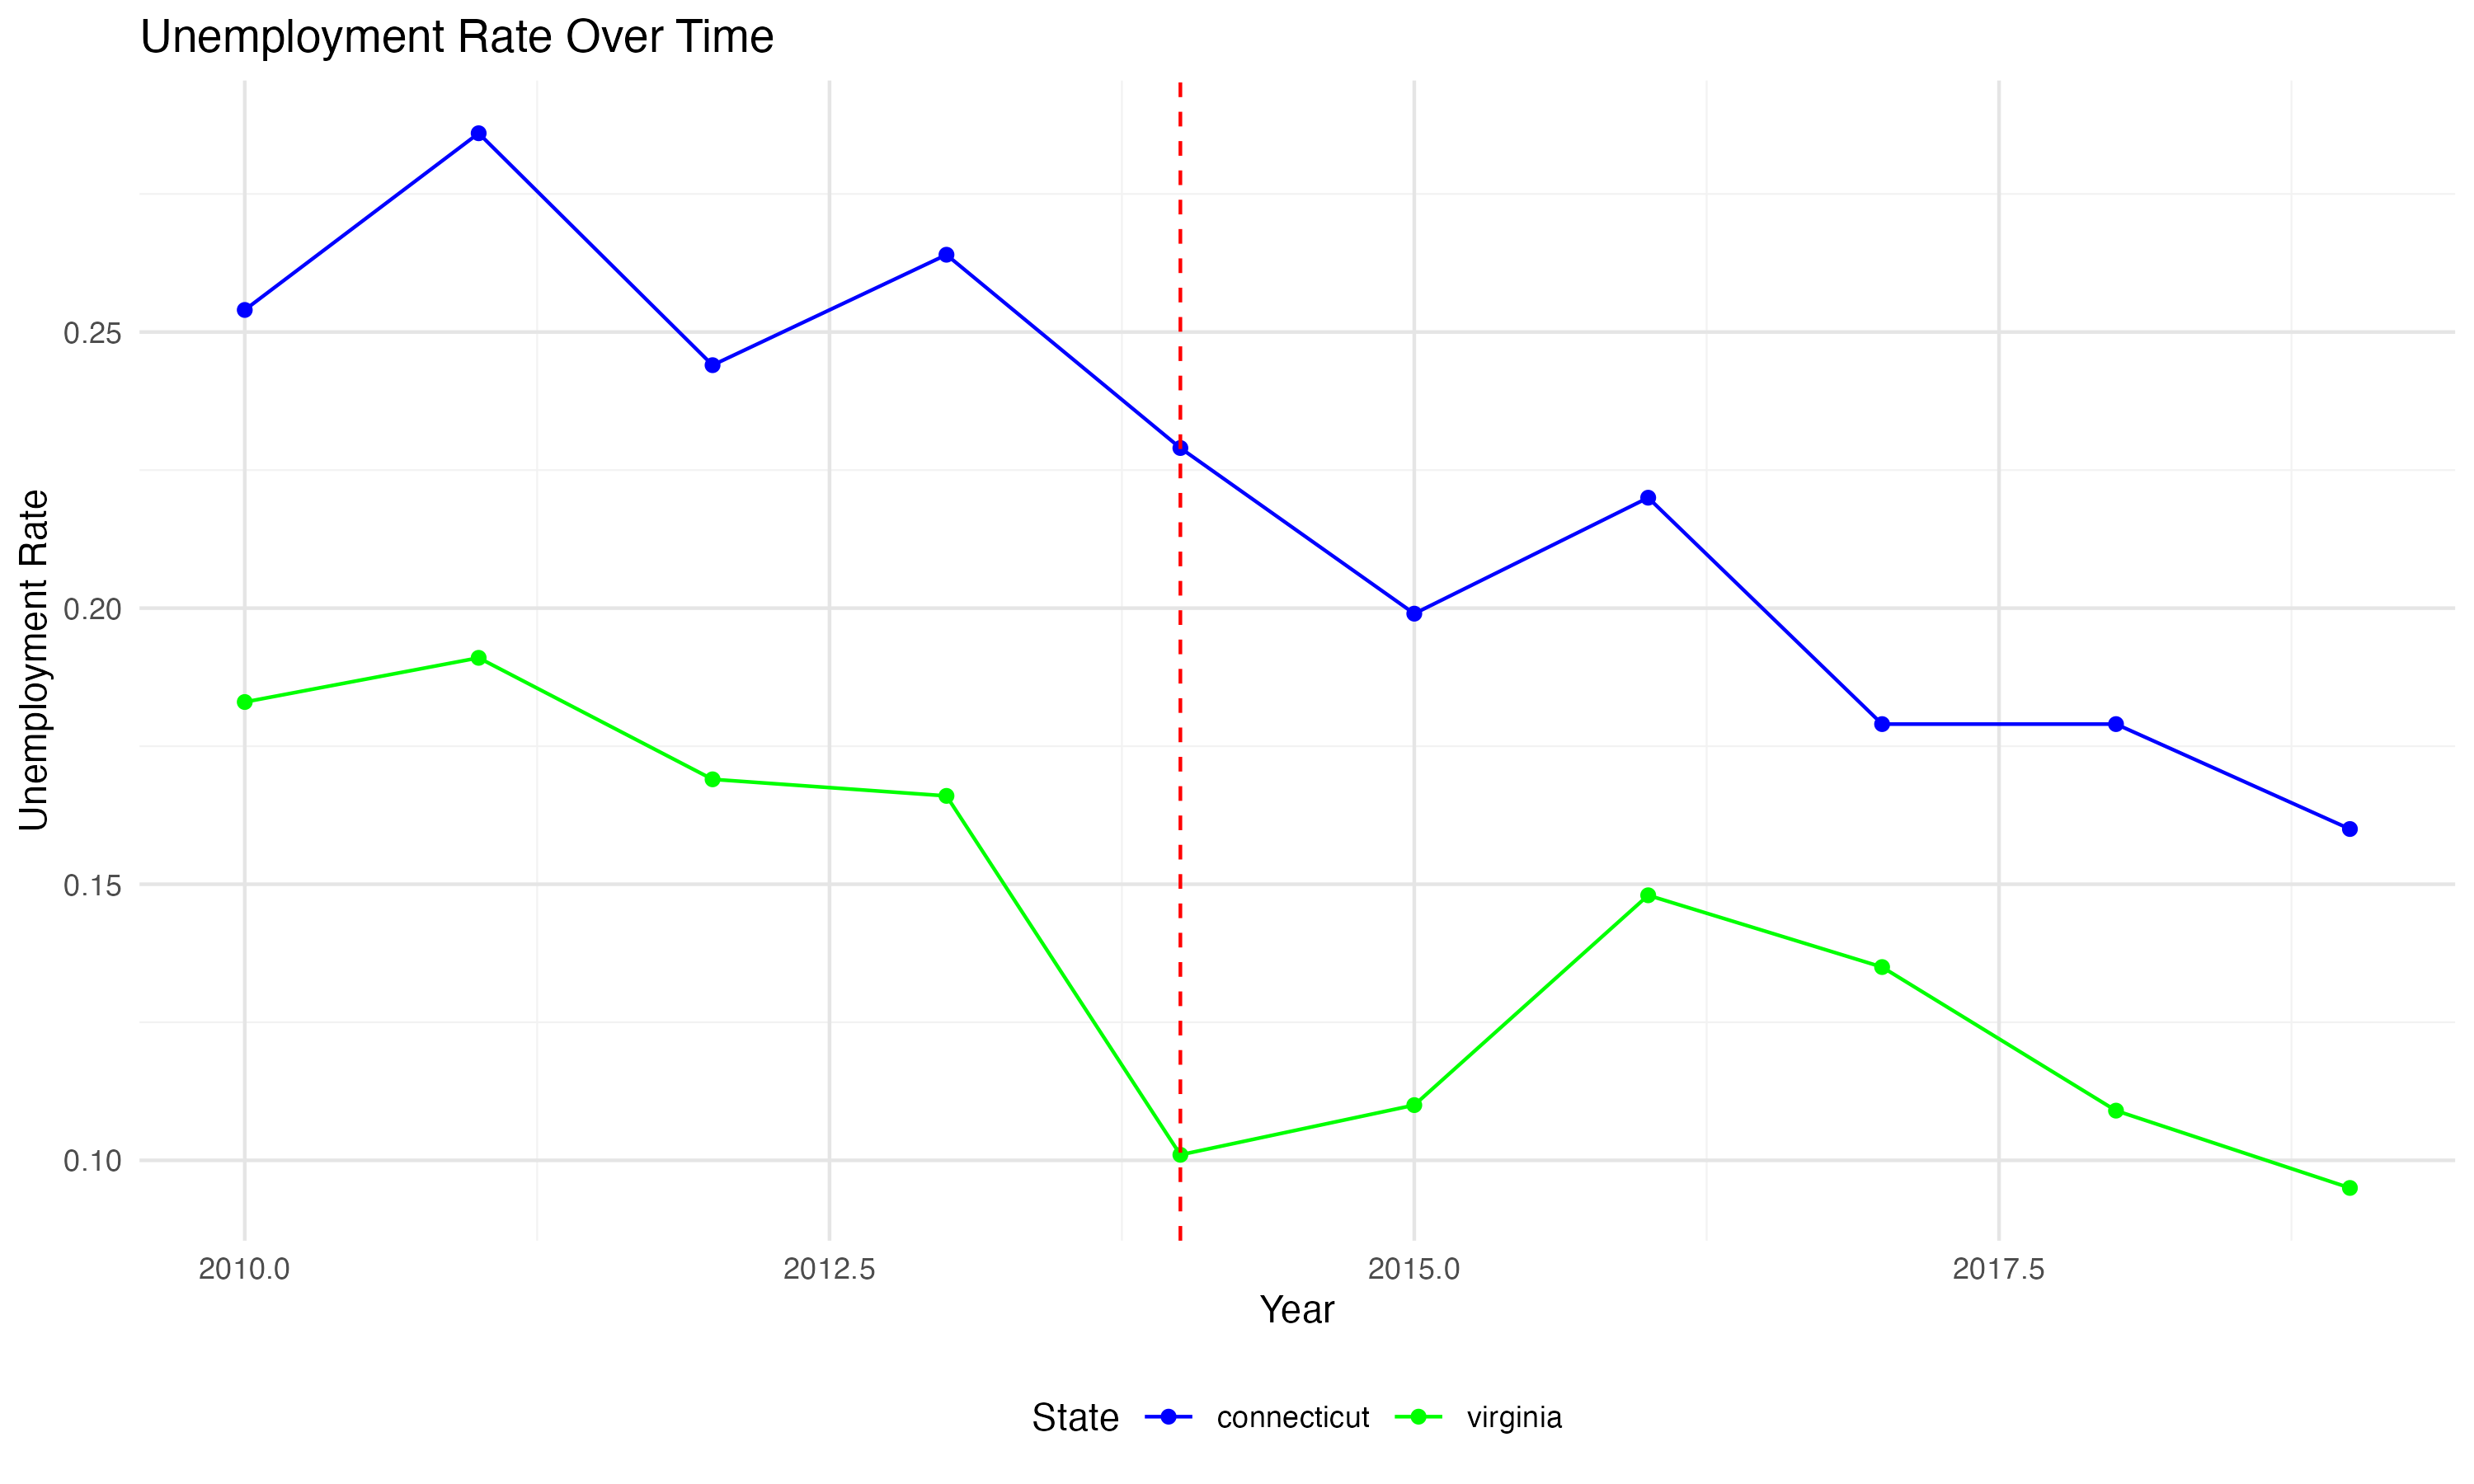 Unemployment Rate Over Time
Unemployment Rate
0.25
0.20
0.15
0.10
2010.0 2012.5 2015.0 2017.5
Year
State connecticut virginia